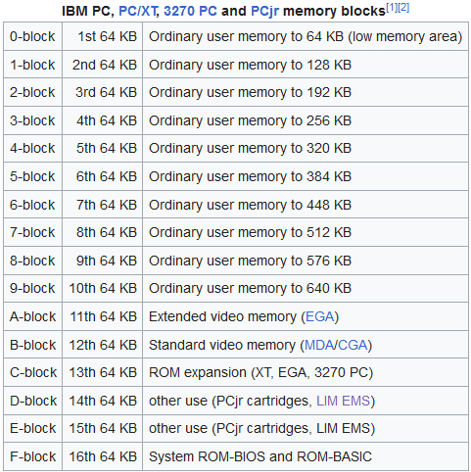 IBM PC, PC/XT, 3270 PC and PCjr memory blocks[1][2]
0-block 1st 64 KB Ordinary user memory to 64 KB (low memory area)
1-block 2nd 64 KB Ordinary user memory to 128 KB
2-block 3rd 64 KB Ordinary user memory to 192 KB
3-block 4th 64 KB Ordinary user memory to 256 KB
4-block 5th 64 KB Ordinary user memory to 320 KB
5-block 6th 64 KB Ordinary user memory to 384 KB
6-block 7th 64 KB Ordinary user memory to 448 KB
7-block 8th 64 KB Ordinary user memory to 512 KB
8-block 9th 64 KB Ordinary user memory to 576 KB
9-block 10th 64 KB Ordinary user memory to 640 KB
A-block 11th 64 KB Extended video memory (EGA)
B-block 12th 64 KB Standard video memory (MDA/CGA)
C-block 13th 64 KB ROM expansion (XT, EGA, 3270 PC)
D-block 14th 64 KB other use (PCjr cartridges, LIM EMS)
E-block 15th 64 KB other use (PCjr cartridges, LIM EMS)
F-block 16th 64 KB System ROM-BIOS and ROM-BASIC